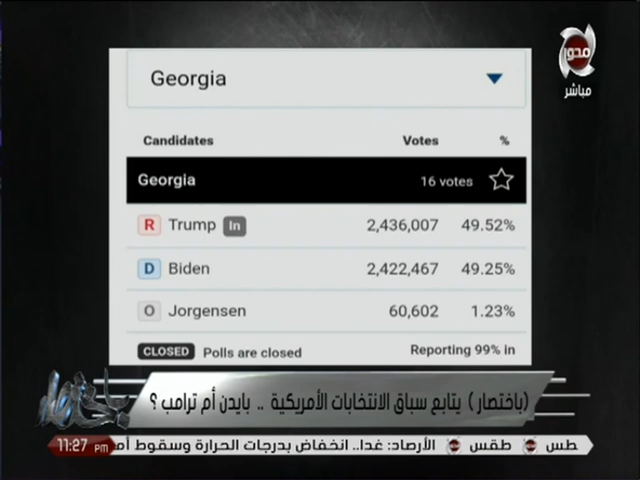 محور
مباشر
Georgia
Candidates Votes %
Georgia 16 votes
R Trump In 2,436,007 49.52%
D Biden 2,422,467 49.25%
O Jorgensen 60,602 1.23%
CLOSED Polls are closed Reporting 99% in
(باختصار) يتابع سباق الانتخابات الأمريكية .. بايدن أم ترامب ؟
باختصار
طس طقس الأرصاد: غدا.. انخفاض بدرجات الحرارة وسقوط أم
11:27 PM